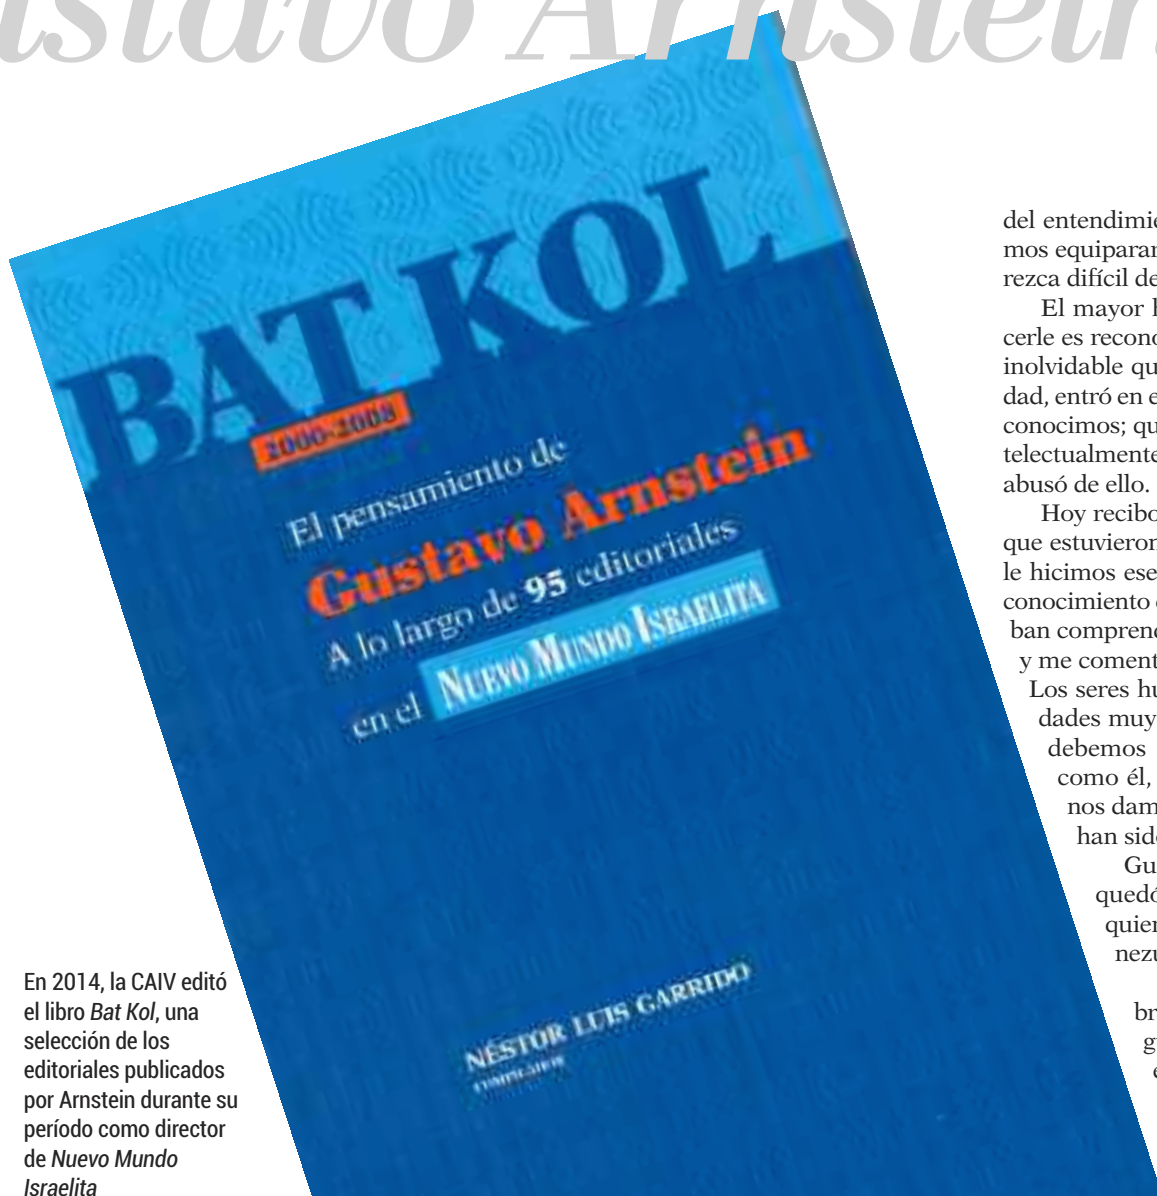 ustavo Arnstein
BAT KOL
2000-2008
El pensamiento de
Gustavo Arnstein
A lo largo de 95 editoriales
en el NUEVO MUNDO ISRAELITA
NÉSTOR LUIS GARRIDO
COMPILADOR
En 2014, la CAIV editó
el libro Bat Kol, una
selección de los
editoriales publicados
por Arnstein durante su
período como director
de Nuevo Mundo
Israelita
del entendimie
mos equiparar
rezca difícil de
El mayor h
cerle es recono
inolvidable qu
dad, entró en e
conocimos; qu
telectualmente
abusó de ello.
Hoy recibo
que estuvieron
le hicimos ese
conocimiento
ban comprend
y me coment
Los seres hu
dades muy
debemos
como él,
nos dam
han sido
Gu
quedó
quien
nezu
br
g
e